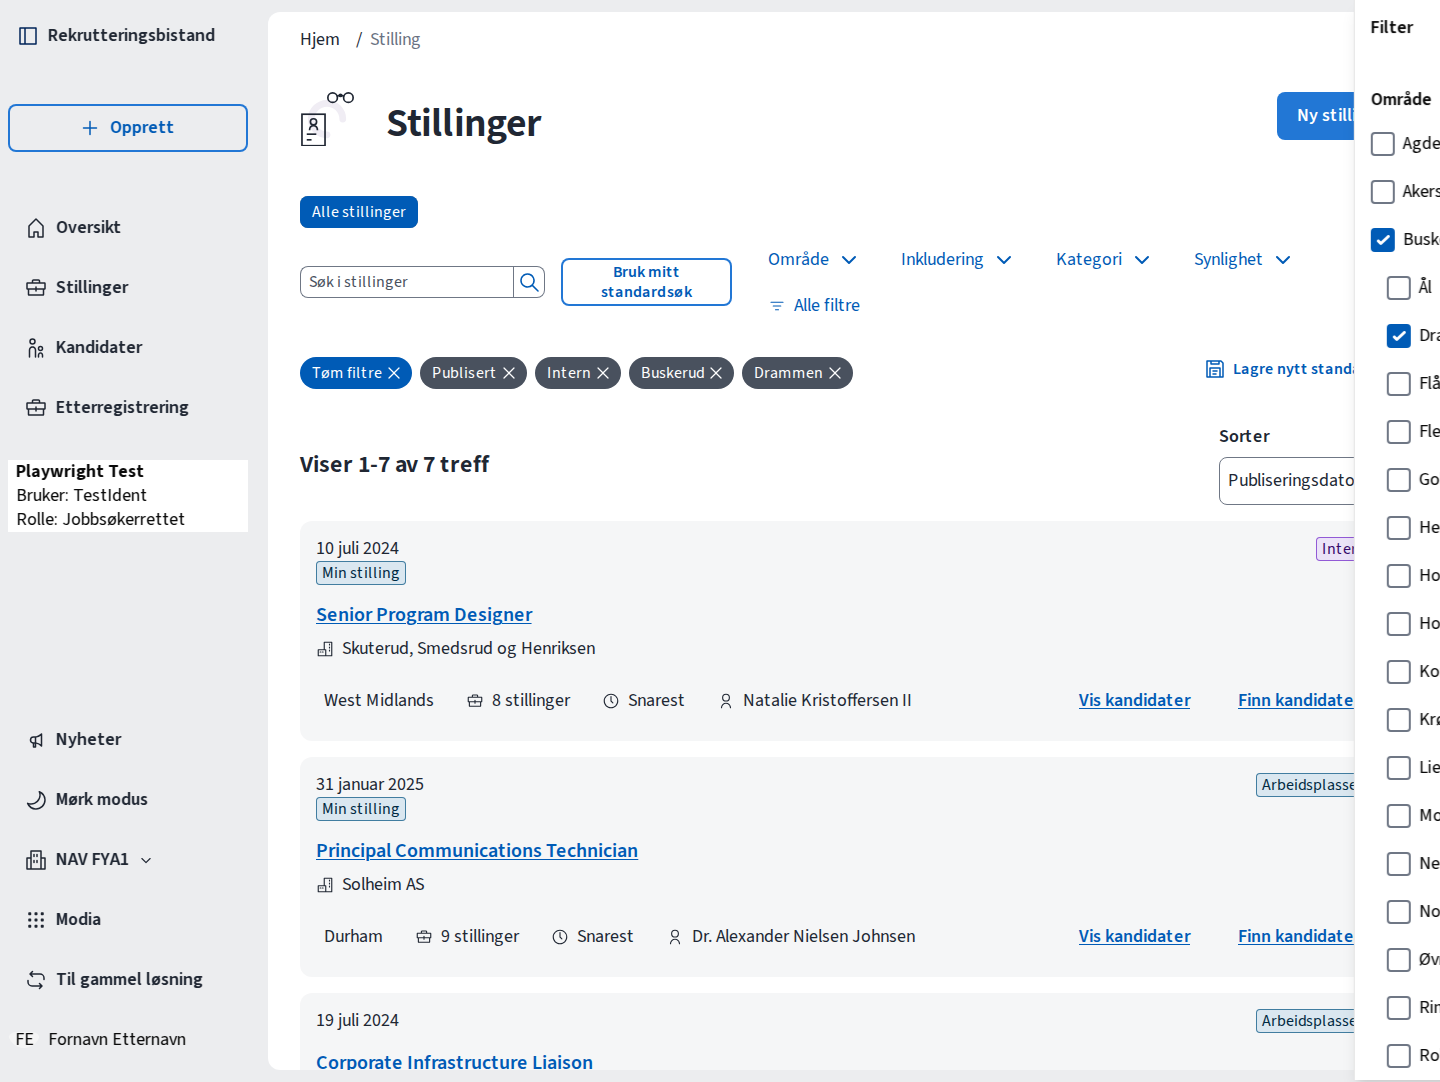 Rekrutteringsbistand
Opprett
Oversikt
Stillinger
Kandidater
Etterregistrering
Playwright Test
Bruker: TestIdent
Rolle: Jobbsøkerrettet
Nyheter
Mørk modus
NAV FYA1
Modia
Til gammel løsning
FE Fornavn Etternavn
Hjem / Stilling
Stillinger
Ny stilli
Alle stillinger
Søk i stillinger
Bruk mitt
standardsøk
Område
Inkludering
Kategori
Synlighet
Alle filtre
Tøm filtre
Publisert
Intern
Buskerud
Drammen
Lagre nytt standa
Viser 1-7 av 7 treff
Sorter
Publiseringsdato
10 juli 2024
Inter
Min stilling
Senior Program Designer
Skuterud, Smedsrud og Henriksen
West Midlands 8 stillinger Snarest Natalie Kristoffersen II Vis kandidater Finn kandidate
31 januar 2025
Arbeidsplasse
Min stilling
Principal Communications Technician
Solheim AS
Durham 9 stillinger Snarest Dr. Alexander Nielsen Johnsen Vis kandidater Finn kandidate
19 juli 2024
Arbeidsplasse
Corporate Infrastructure Liaison
Filter
Område
Agde
Akers
Busk
Ål
Dra
Flå
Fle
Go
He
Ho
Ho
Ko
Krø
Lie
Mo
Ne
No
Øv
Rin
Ro